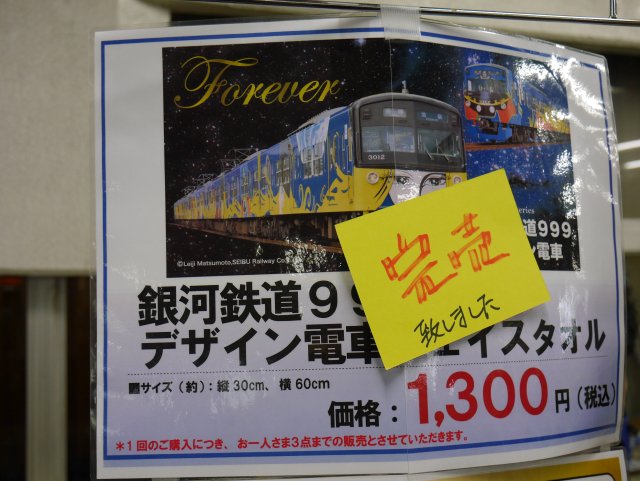 Forever
3012
©Leiji Matsumoto,SEIBU Railway Co
eries
道999
電車
完売
致しました
銀河鉄道99
デザイン電車 ェイスタオル
■サイズ(約):縦30cm、横60cm
価格:1,300円(税込)
*1回のご購入につき、お一人さま3点までの販売とさせていただきます。